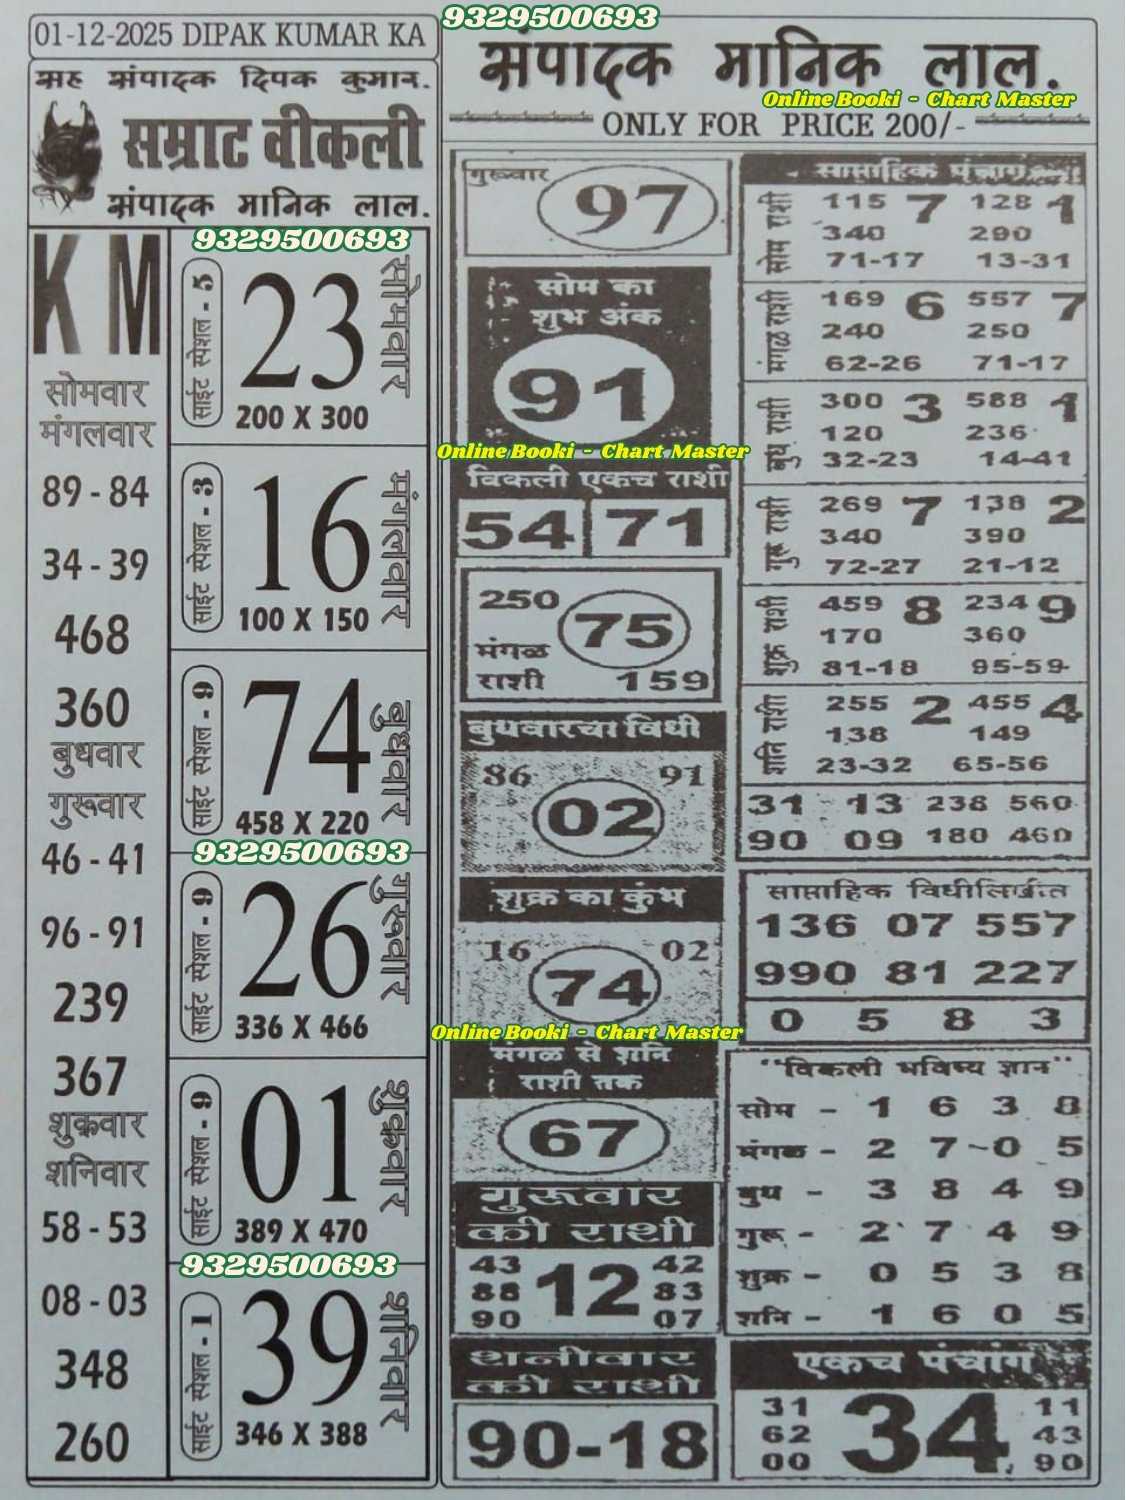 01-12-2025 DIPAK KUMAR KA
सह संपादक दिपक कुमार.
सम्राट वीकली
संपादक मानिक लाल.
9329500693
संपादक मानिक लाल.
Online Booki - Chart Master
ONLY FOR PRICE 200/-
KM
सोमवार
मंगलवार
89 - 84
34 - 39
468
360
बुधवार
गुरूवार
46 - 41
96 - 91
239
367
शुक्रवार
शनिवार
58 - 53
08 - 03
348
260
9329500693
साईट स्पेशल - 5
23
सोमवार
200 X 300
साईट स्पेशल - 3
16
मंगलवार
100 X 150
साईट स्पेशल - 9
74
बुधवार
458 X 220
9329500693
साईट स्पेशल - 9
26
गुरूवार
336 X 466
साईट स्पेशल - 9
01
शुक्रवार
389 X 470
9329500693
साईट स्पेशल - 1
39
शनिवार
346 X 388
गुरूवार
97
सोम का
शुभ अंक
91
Online Booki - Chart Master
विकली एकच राशी
54 71
250
75
मंगळ
राशी
159
बुधवारचा विधी
86 91
02
शुक्र का कुंभ
16 02
74
Online Booki - Chart Master
मंगळ से शनि
राशी तक
67
गुरूवार
की राशी
43 42
88 12 83
90 07
शनीवार
की राशी
90-18
साप्ताहिक पंचांग
सोम राशी
115 7 128 1
340 290
71-17 13-31
मंगळ राशी
169 6 557 7
240 250
62-26 71-17
बुध राशी
300 3 588 1
120 236
32-23 14-41
गुरू राशी
269 7 138 2
340 390
72-27 21-12
शुक्र राशी
459 8 234 9
170 360
81-18 95-59
शनि राशी
255 2 455 4
138 149
23-32 65-56
31 13 238 560
90 09 180 460
साप्ताहिक विधीलिखीत
136 07 557
990 81 227
0 5 8 3
"विकली भविष्य ज्ञान"
सोम - 1 6 3 8
मंगळ - 2 7 0 5
बुध - 3 8 4 9
गुरू - 2 7 4 9
शुक्र - 0 5 3 8
शनि - 1 6 0 5
एकच पंचांग
31 11
62 34 43
00 90